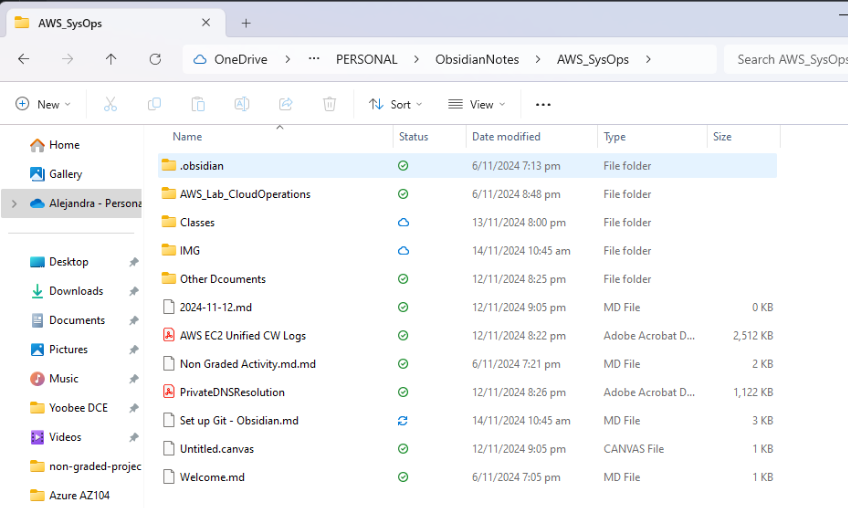 AWS_SysOps
OneDrive > ... PERSONAL > ObsidianNotes > AWS_SysOps >
Search AWS_SysOps
New Sort View ...
Name Status Date modified Type Size
Home
Gallery
Alejandra - Persona
Desktop
Downloads
Documents
Pictures
Music
Yoobee DCE
Videos
non-graded-projec
Azure AZ104
.obsidian 6/11/2024 7:13 pm File folder
AWS_Lab_CloudOperations 6/11/2024 8:48 pm File folder
Classes 13/11/2024 8:00 pm File folder
IMG 14/11/2024 10:45 am File folder
Other Dcouments 12/11/2024 8:25 pm File folder
2024-11-12.md 12/11/2024 9:05 pm MD File 0 KB
AWS EC2 Unified CW Logs 12/11/2024 8:22 pm Adobe Acrobat D... 2,512 KB
Non Graded Activity.md.md 6/11/2024 7:21 pm MD File 2 KB
PrivateDNSResolution 12/11/2024 8:26 pm Adobe Acrobat D... 1,122 KB
Set up Git - Obsidian.md 14/11/2024 10:45 am MD File 3 KB
Untitled.canvas 12/11/2024 9:05 pm CANVAS File 1 KB
Welcome.md 6/11/2024 7:05 pm MD File 1 KB